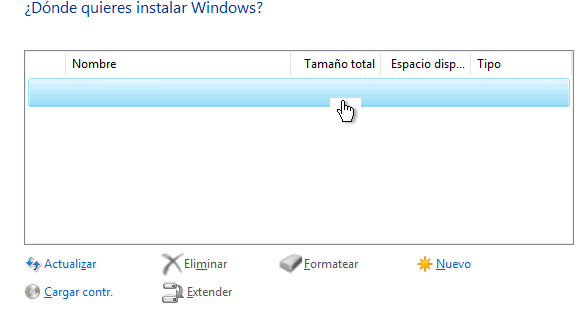 ¿Dónde quieres instalar Windows?
Nombre Tamaño total Espacio disp... Tipo
Actualizar Eliminar Formatear Nuevo
Cargar contr. Extender